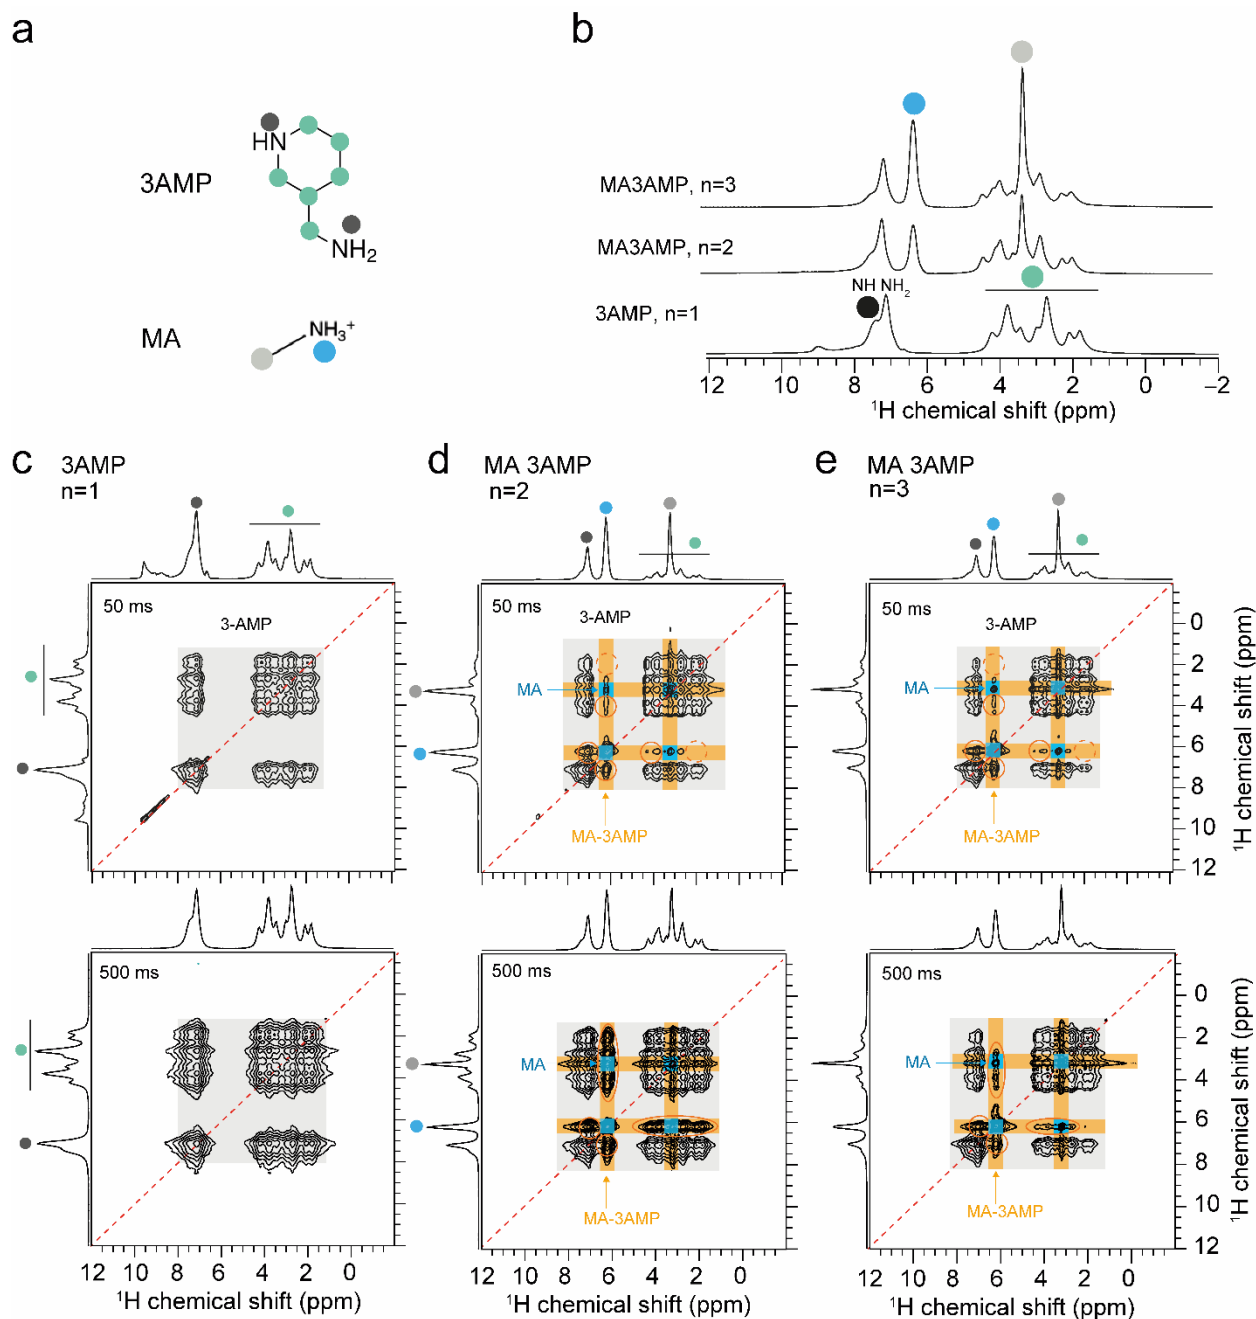 a
3AMP
HN
NH₂
MA
NH₃⁺
b
MA3AMP, n=3
MA3AMP, n=2
3AMP, n=1
NH NH₂
12 10 8 6 4 2 0 −2
¹H chemical shift (ppm)
c 3AMP
n=1
50 ms
3-AMP
500 ms
12 10 8 6 4 2 0
¹H chemical shift (ppm)
d MA 3AMP
n=2
50 ms
3-AMP
MA
MA-3AMP
500 ms
MA
MA-3AMP
12 10 8 6 4 2 0
¹H chemical shift (ppm)
e MA 3AMP
n=3
50 ms
3-AMP
MA
MA-3AMP
0
2
4
6
8
10
12
¹H chemical shift (ppm)
500 ms
MA
MA-3AMP
0
2
4
6
8
10
12
¹H chemical shift (ppm)
12 10 8 6 4 2 0
¹H chemical shift (ppm)